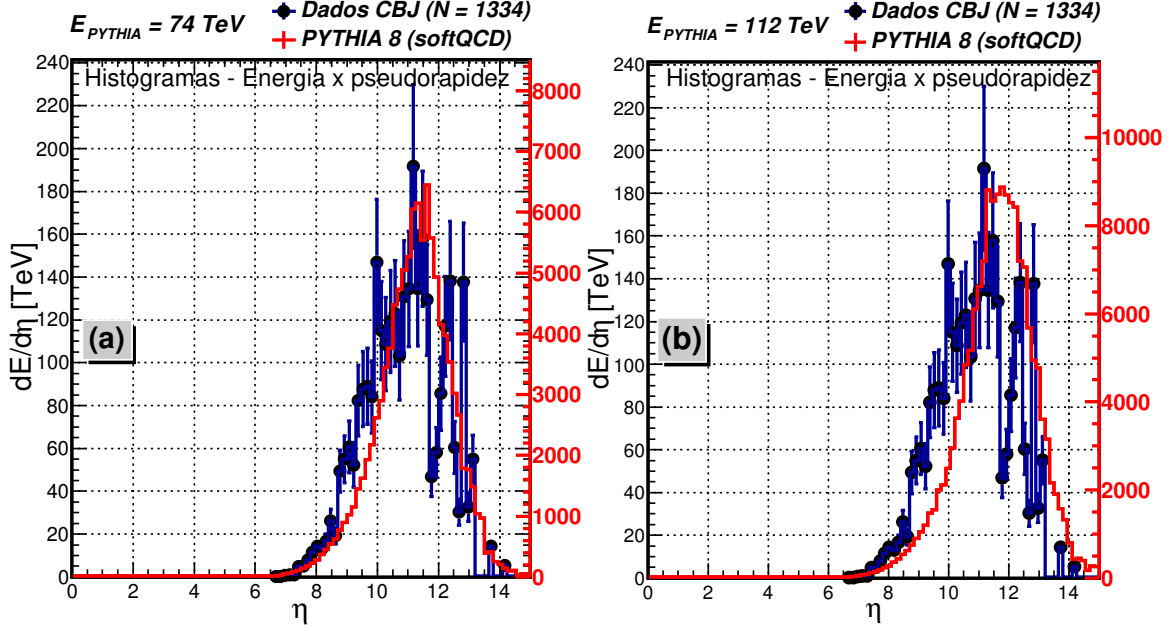 E_PYTHIA = 74 TeV
Dados CBJ (N = 1334)
PYTHIA 8 (softQCD)
Histogramas - Energia x pseudorapidez
dE/dη [TeV]
240
220
200
180
160
140
120
100
80
60
40
20
0
(a)
8000
7000
6000
5000
4000
3000
2000
1000
0
0 2 4 6 8 10 12 14
η
E_PYTHIA = 112 TeV
Dados CBJ (N = 1334)
PYTHIA 8 (softQCD)
Histogramas - Energia x pseudorapidez
dE/dη [TeV]
240
220
200
180
160
140
120
100
80
60
40
20
0
(b)
10000
8000
6000
4000
2000
0
0 2 4 6 8 10 12 14
η